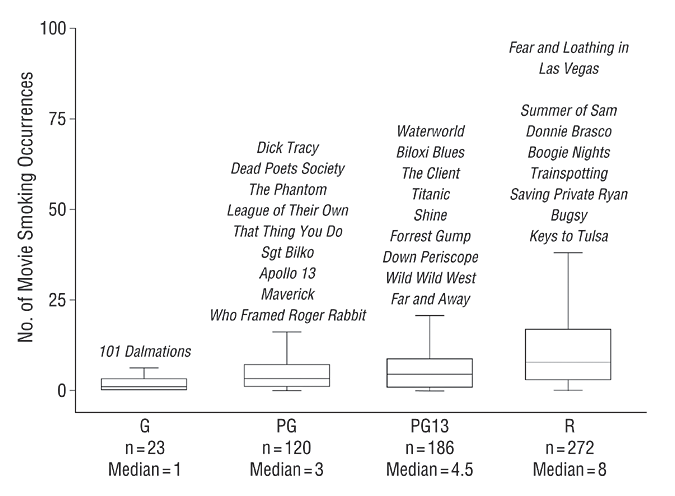 No. of Movie Smoking Occurrences
100
75
50
25
0
101 Dalmations
Dick Tracy
Dead Poets Society
The Phantom
League of Their Own
That Thing You Do
Sgt Bilko
Apollo 13
Maverick
Who Framed Roger Rabbit
Waterworld
Biloxi Blues
The Client
Titanic
Shine
Forrest Gump
Down Periscope
Wild Wild West
Far and Away
Fear and Loathing in
Las Vegas
Summer of Sam
Donnie Brasco
Boogie Nights
Trainspotting
Saving Private Ryan
Bugsy
Keys to Tulsa
G
n=23
Median=1
PG
n=120
Median=3
PG13
n=186
Median=4.5
R
n=272
Median=8